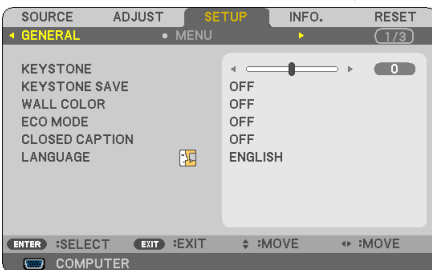 SOURCE ADJUST SETUP INFO. RESET
GENERAL • MENU (1/3)
KEYSTONE 0
KEYSTONE SAVE OFF
WALL COLOR OFF
ECO MODE OFF
CLOSED CAPTION OFF
LANGUAGE ENGLISH
ENTER :SELECT EXIT :EXIT :MOVE :MOVE
COMPUTER